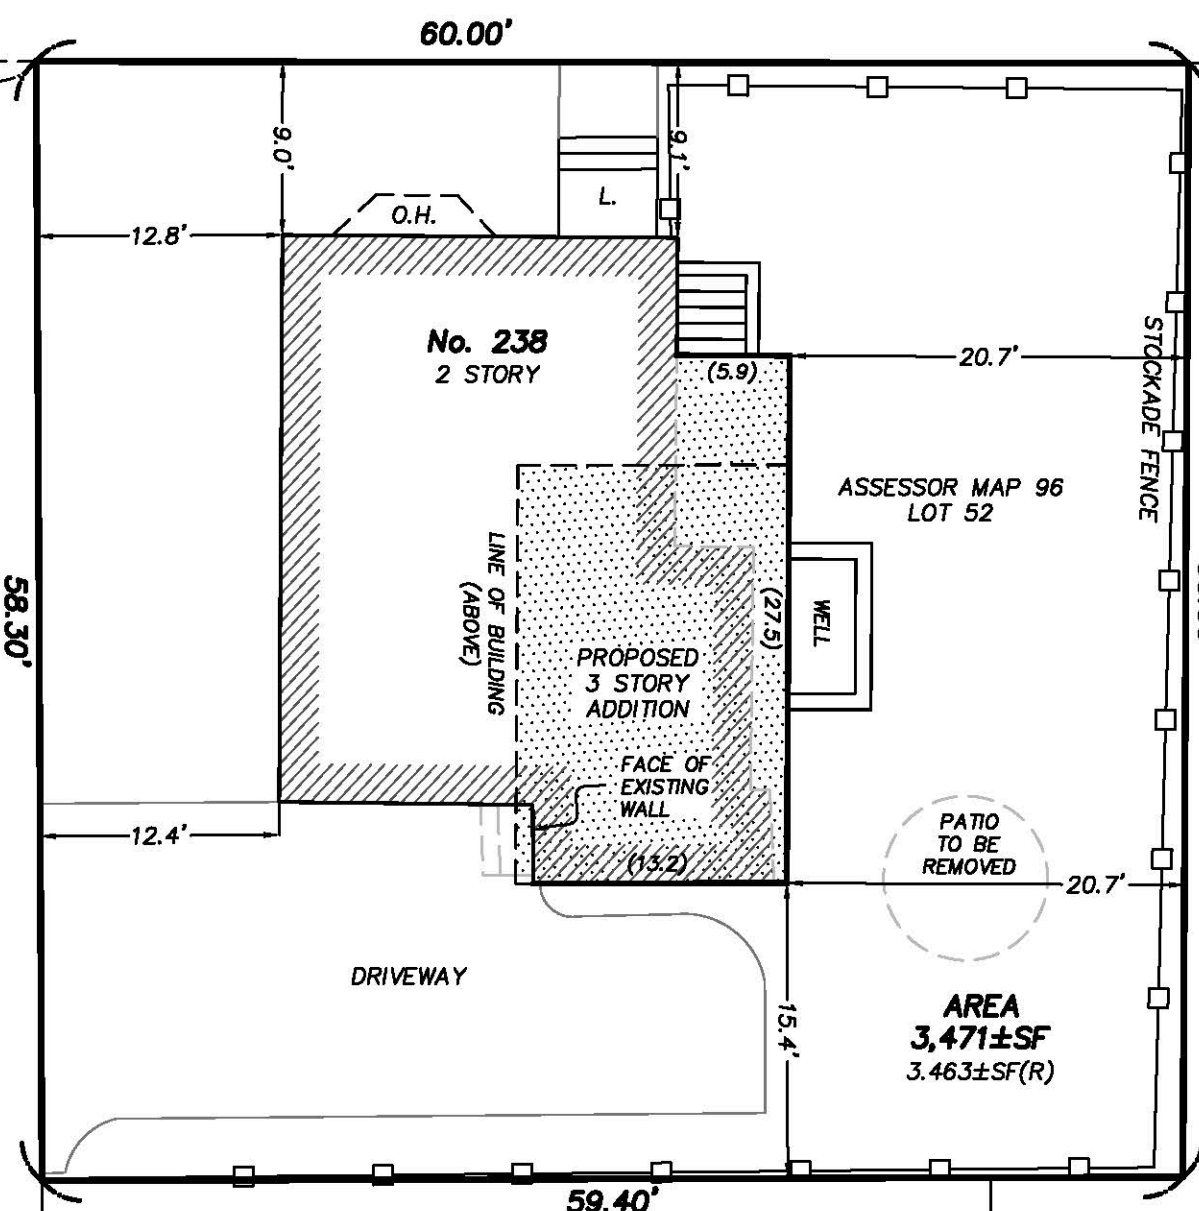 60.00'
9.0'
9.1'
L.
O.H.
12.8'
No. 238
2 STORY
(5.9)
20.7'
STOCKADE FENCE
ASSESSOR MAP 96
LOT 52
LINE OF BUILDING
(ABOVE)
58.30'
(27.5)
WELL
PROPOSED
3 STORY
ADDITION
FACE OF
EXISTING
WALL
12.4'
(13.2)
PATIO
TO BE
REMOVED
20.7'
DRIVEWAY
15.4'
AREA
3,471±SF
3.463±SF(R)
59.40'